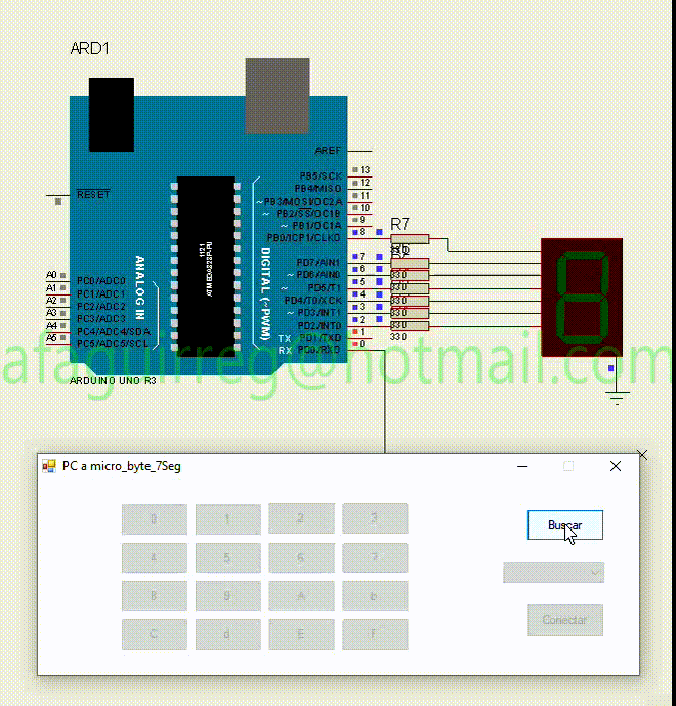 ARD1
AREF
RESET
PB5/SCK 13
PB4/MISO 12
~PB3/MOSI/OC2A 11
~ PB2/SS/OC1B 10
~ PB1/OC1A 9
PB0/ICP1/CLKO 8
R7
PD7/AIN1 7
~ PD6/AIN0 6
~ PD5/T1 5
PD4/T0/XCK 4
~ PD3/INT1 3
PD2/INT0 2
TX PD1/TXD 1
RX PD0/RXD 0
330
330
330
330
330
330
ANALOG IN
DIGITAL (~PWM)
1121
ATMEGA328P-PU
A0 PC0/ADC0
A1 PC1/ADC1
A2 PC2/ADC2
A3 PC3/ADC3
A4 PC4/ADC4/SDA
A5 PC5/ADC5/SCL
afaguirreg@hotmail.com
ARDUINO UNO R3
PC a micro_byte_7Seg
0 1 2 3
Buscar
4 5 6 7
8 9 A b
C d E F
Conectar